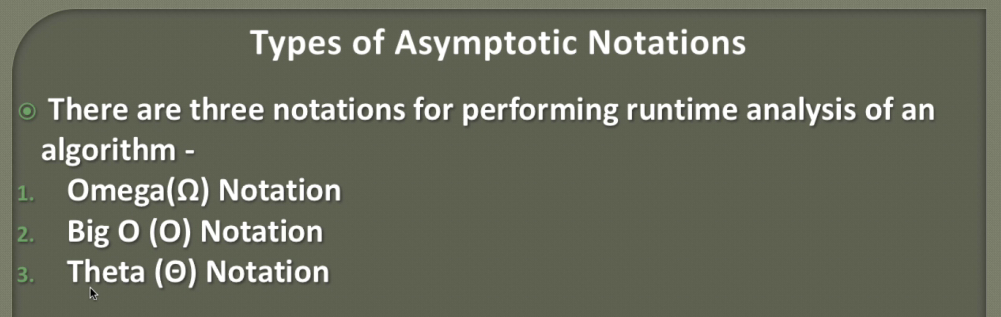 Types of Asymptotic Notations
There are three notations for performing runtime analysis of an
algorithm -
1. Omega(Ω) Notation
2. Big O (O) Notation
3. Theta (Θ) Notation